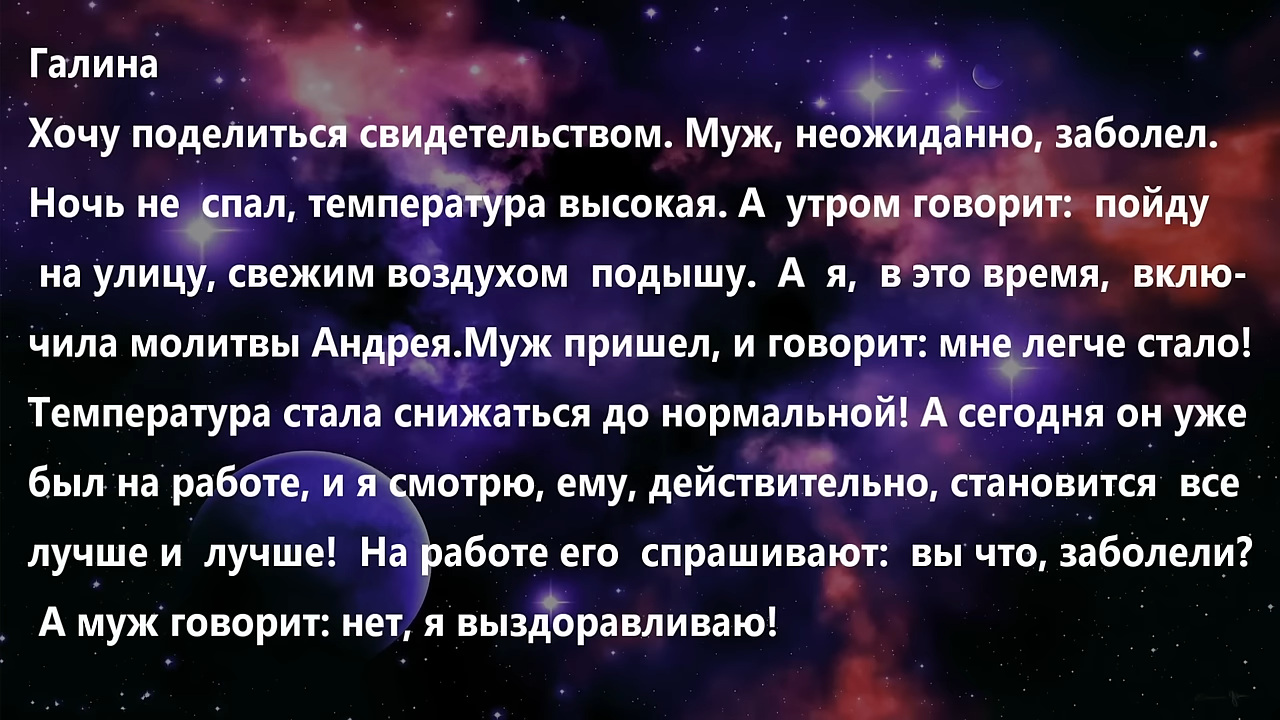 Галина
Хочу поделиться свидетельством. Муж, неожиданно, заболел.
Ночь не спал, температура высокая. А утром говорит: пойду
на улицу, свежим воздухом подышу. А я, в это время, вклю-
чила молитвы Андрея.Муж пришел, и говорит: мне легче стало!
Температура стала снижаться до нормальной! А сегодня он уже
был на работе, и я смотрю, ему, действительно, становится все
лучше и лучше! На работе его спрашивают: вы что, заболели?
А муж говорит: нет, я выздоравливаю!